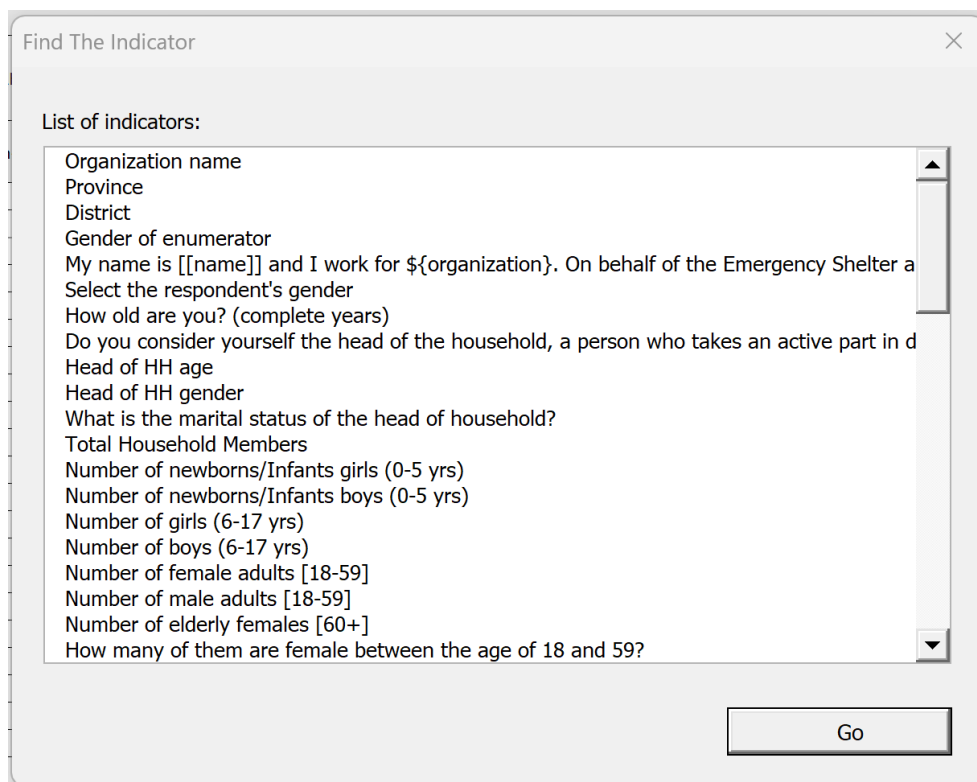 Find The Indicator
List of indicators:
Organization name
Province
District
Gender of enumerator
My name is [[name]] and I work for ${organization}. On behalf of the Emergency Shelter a
Select the respondent's gender
How old are you? (complete years)
Do you consider yourself the head of the household, a person who takes an active part in d
Head of HH age
Head of HH gender
What is the marital status of the head of household?
Total Household Members
Number of newborns/Infants girls (0-5 yrs)
Number of newborns/Infants boys (0-5 yrs)
Number of girls (6-17 yrs)
Number of boys (6-17 yrs)
Number of female adults [18-59]
Number of male adults [18-59]
Number of elderly females [60+]
How many of them are female between the age of 18 and 59?
Go